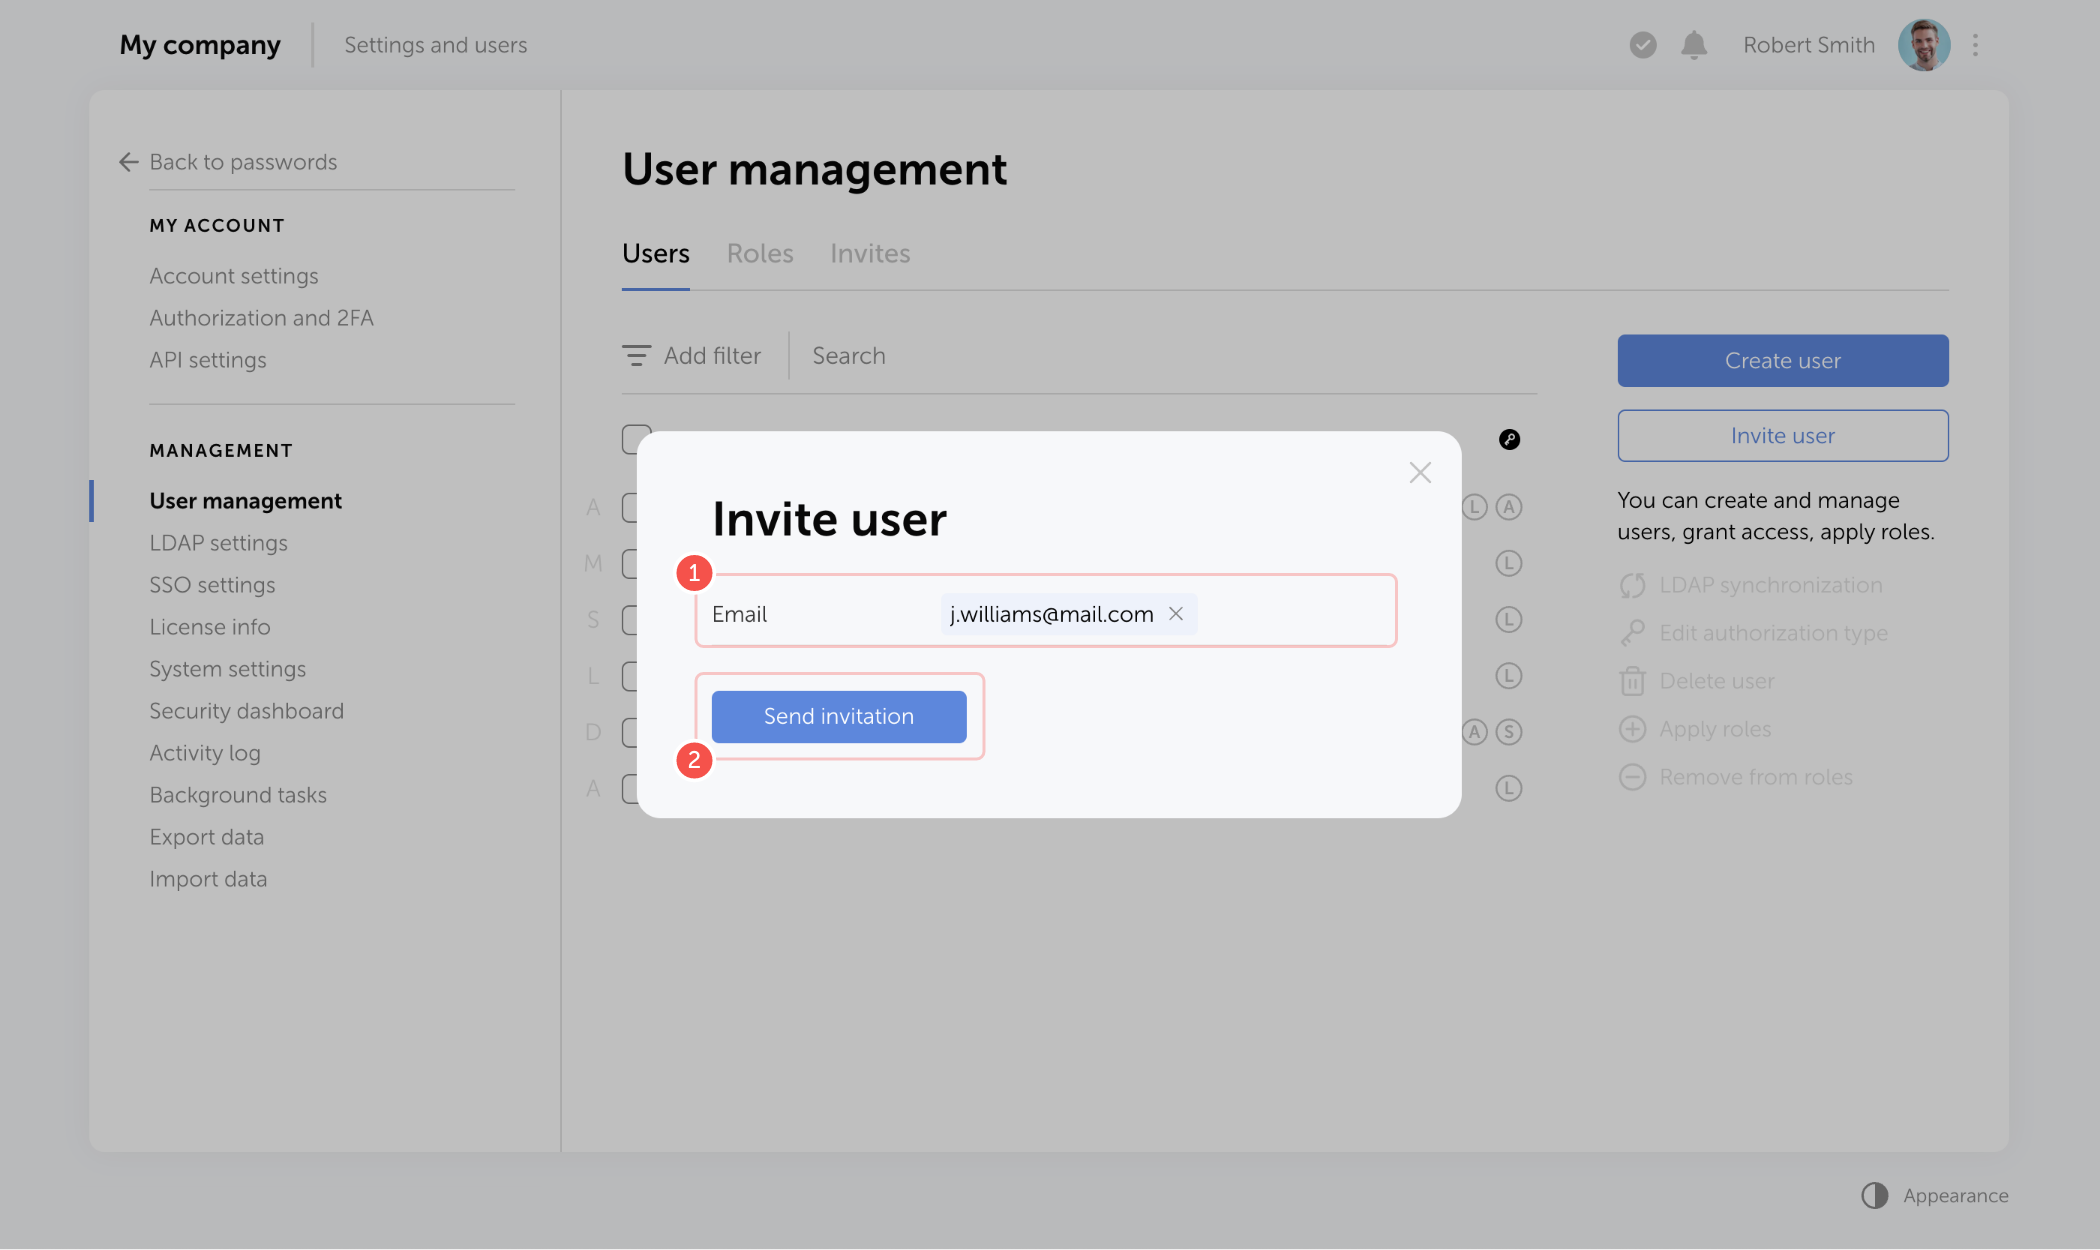 My company
Settings and users
Robert Smith
Back to passwords
MY ACCOUNT
Account settings
Authorization and 2FA
API settings
MANAGEMENT
User management
LDAP settings
SSO settings
License info
System settings
Security dashboard
Activity log
Background tasks
Export data
Import data
User management
Users Roles Invites
Add filter Search
A
M
S
L
D
A
L A
L
L
L
A S
L
Invite user
1
Email j.williams@mail.com
Send invitation
2
Create user
Invite user
You can create and manage
users, grant access, apply roles.
LDAP synchronization
Edit authorization type
Delete user
Apply roles
Remove from roles
Appearance